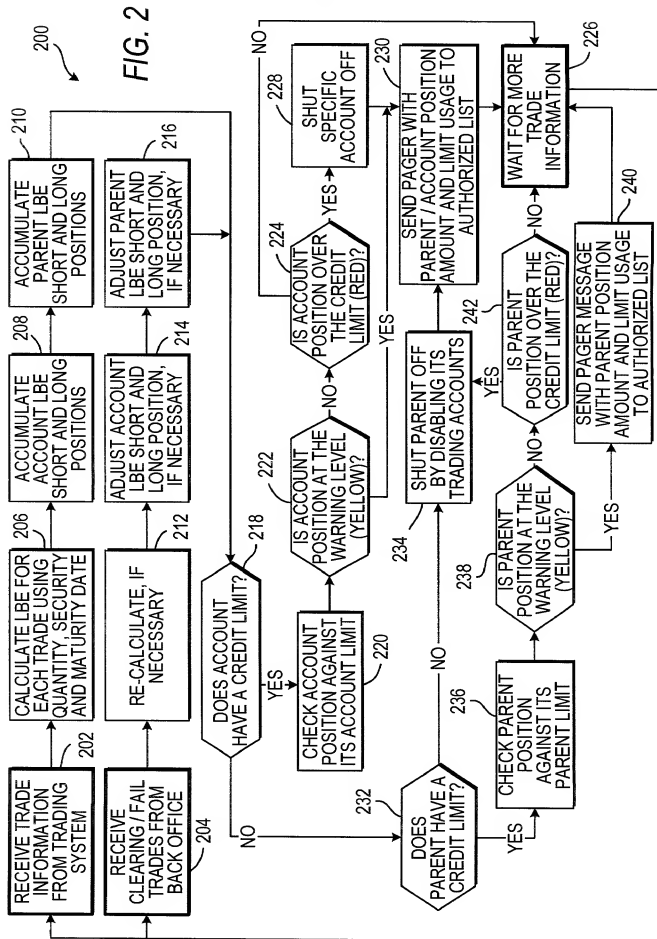 200
FIG. 2
RECEIVE TRADE
INFORMATION
FROM TRADING
SYSTEM
202
CALCULATE LBE FOR
EACH TRADE USING
QUANTITY, SECURITY
AND MATURITY DATE
206
ACCUMULATE
ACCOUNT LBE
SHORT AND LONG
POSITIONS
208
ACCUMULATE
PARENT LBE
SHORT AND LONG
POSITIONS
210
RECEIVE
CLEARING / FAIL
TRADES FROM
BACK OFFICE
204
RE-CALCULATE, IF
NECESSARY
212
ADJUST ACCOUNT
LBE SHORT AND
LONG POSITION,
IF NECESSARY
214
ADJUST PARENT
LBE SHORT AND
LONG POSITION,
IF NECESSARY
216
DOES ACCOUNT
HAVE A CREDIT LIMIT?
218
NO
YES
CHECK ACCOUNT
POSITION AGAINST
ITS ACCOUNT LIMIT
220
IS ACCOUNT
POSITION AT THE
WARNING LEVEL
(YELLOW)?
222
NO
YES
IS ACCOUNT
POSITION OVER
THE CREDIT
LIMIT (RED)?
224
YES
NO
SHUT
SPECIFIC
ACCOUNT OFF
228
DOES
PARENT HAVE A
CREDIT LIMIT?
232
NO
YES
SHUT PARENT OFF
BY DISABLING ITS
TRADING ACCOUNTS
234
SEND PAGER WITH
PARENT / ACCOUNT POSITION
AMOUNT AND LIMIT USAGE TO
AUTHORIZED LIST
230
CHECK PARENT
POSITION
AGAINST ITS
PARENT LIMIT
236
IS PARENT
POSITION AT THE
WARNING LEVEL
(YELLOW)?
238
NO
YES
IS PARENT
POSITION OVER THE
CREDIT LIMIT (RED)?
242
YES
NO
WAIT FOR MORE
TRADE
INFORMATION
226
SEND PAGER MESSAGE
WITH PARENT POSITION
AMOUNT AND LIMIT USAGE
TO AUTHORIZED LIST
240